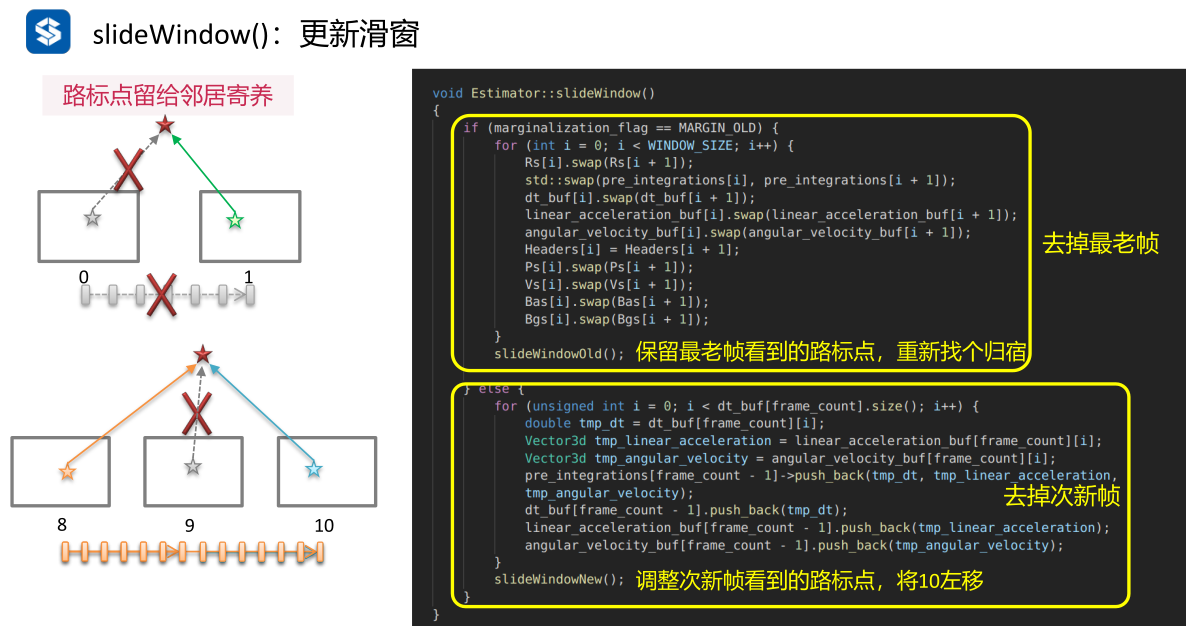 slideWindow()：更新滑窗
路标点留给邻居寄养
0
1
8
9
10
void Estimator::slideWindow()
{
if (marginalization_flag == MARGIN_OLD) {
for (int i = 0; i < WINDOW_SIZE; i++) {
Rs[i].swap(Rs[i + 1]);
std::swap(pre_integrations[i], pre_integrations[i + 1]);
dt_buf[i].swap(dt_buf[i + 1]);
linear_acceleration_buf[i].swap(linear_acceleration_buf[i + 1]);
angular_velocity_buf[i].swap(angular_velocity_buf[i + 1]);
Headers[i] = Headers[i + 1];
Ps[i].swap(Ps[i + 1]);
Vs[i].swap(Vs[i + 1]);
Bas[i].swap(Bas[i + 1]);
Bgs[i].swap(Bgs[i + 1]);
}
slideWindowOld(); 保留最老帧看到的路标点，重新找个归宿
去掉最老帧
} else {
for (unsigned int i = 0; i < dt_buf[frame_count].size(); i++) {
double tmp_dt = dt_buf[frame_count][i];
Vector3d tmp_linear_acceleration = linear_acceleration_buf[frame_count][i];
Vector3d tmp_angular_velocity = angular_velocity_buf[frame_count][i];
pre_integrations[frame_count - 1]->push_back(tmp_dt, tmp_linear_acceleration,
tmp_angular_velocity);
去掉次新帧
dt_buf[frame_count - 1].push_back(tmp_dt);
linear_acceleration_buf[frame_count - 1].push_back(tmp_linear_acceleration);
angular_velocity_buf[frame_count - 1].push_back(tmp_angular_velocity);
}
slideWindowNew(); 调整次新帧看到的路标点，将10左移
}
}